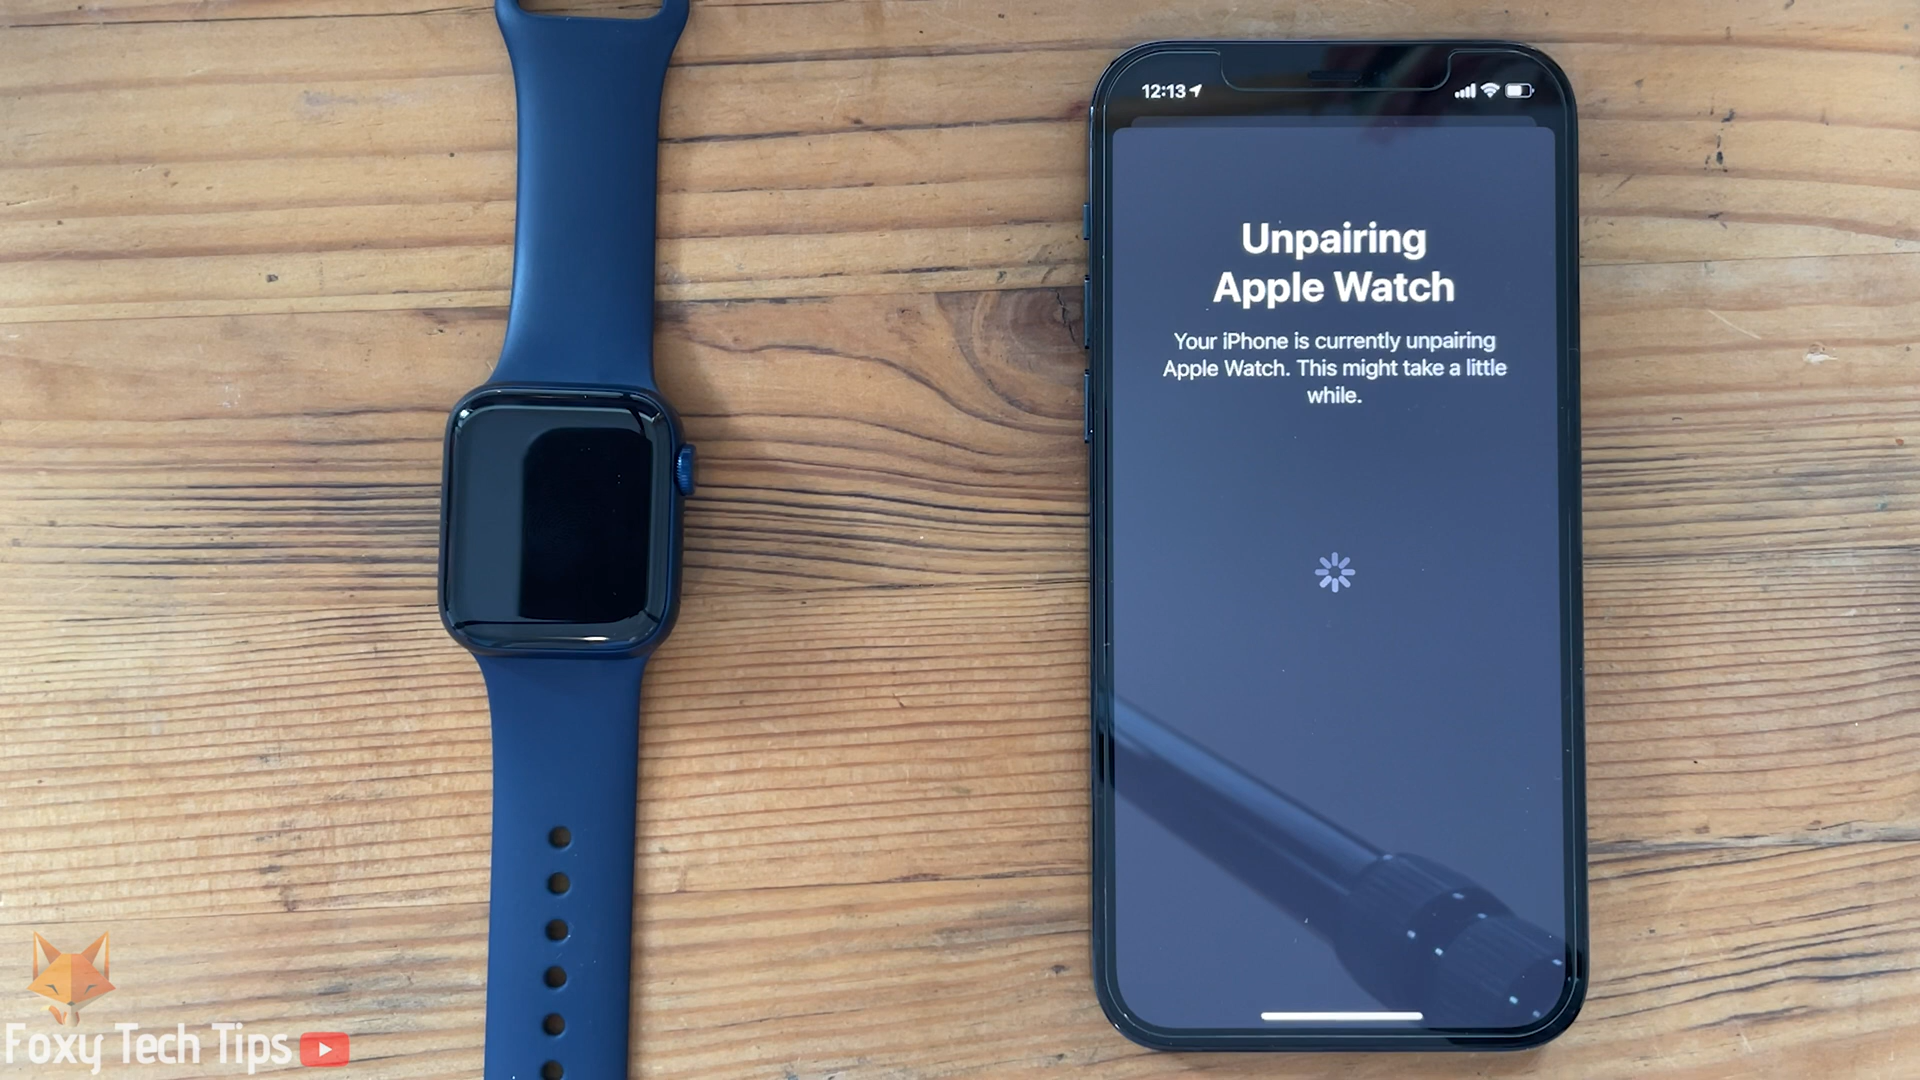 12:13
Unpairing
Apple Watch
Your iPhone is currently unpairing
Apple Watch. This might take a little
while.
Foxy Tech Tips